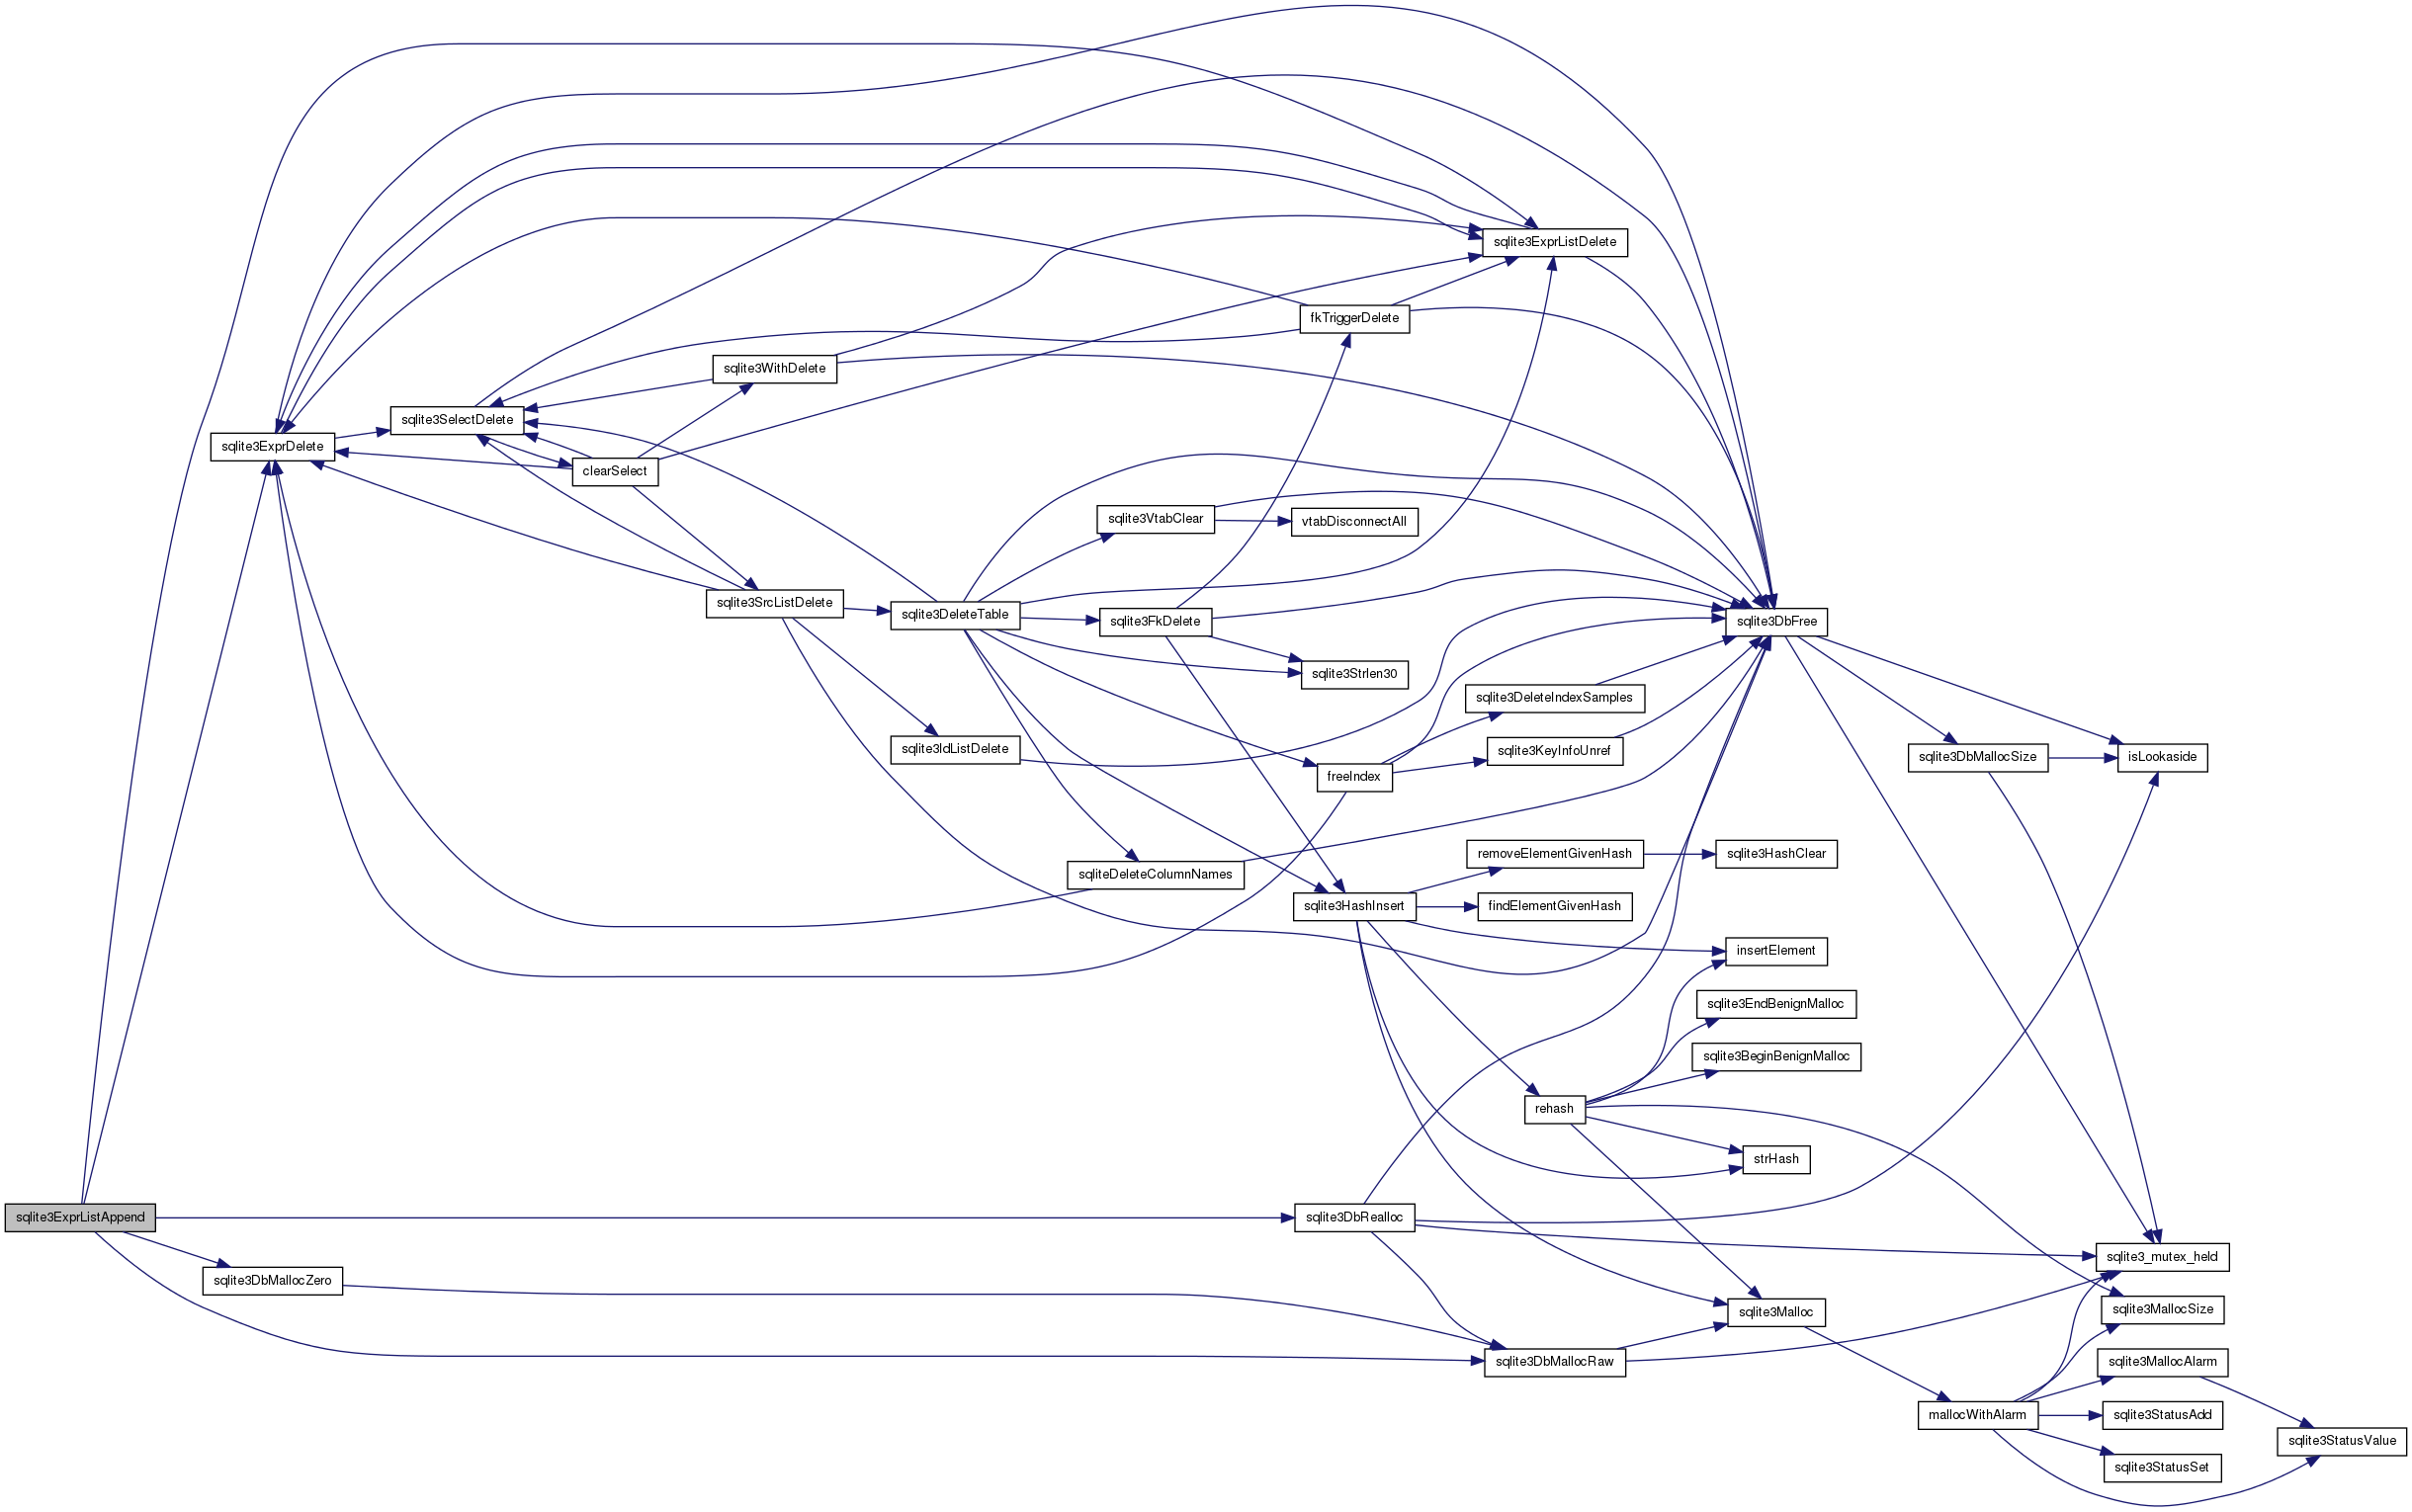 sqlite3ExprListDelete
fkTriggerDelete
sqlite3WithDelete
sqlite3SelectDelete
sqlite3ExprDelete
clearSelect
sqlite3VtabClear
vtabDisconnectAll
sqlite3SrcListDelete
sqlite3DeleteTable
sqlite3FkDelete
sqlite3DbFree
sqlite3Strlen30
sqlite3DeleteIndexSamples
sqlite3IdListDelete
sqlite3KeyInfoUnref
sqlite3DbMallocSize
isLookaside
freeIndex
removeElementGivenHash
sqlite3HashClear
sqliteDeleteColumnNames
sqlite3HashInsert
findElementGivenHash
insertElement
sqlite3EndBenignMalloc
sqlite3BeginBenignMalloc
rehash
strHash
sqlite3ExprListAppend
sqlite3DbRealloc
sqlite3_mutex_held
sqlite3DbMallocZero
sqlite3Malloc
sqlite3MallocSize
sqlite3DbMallocRaw
sqlite3MallocAlarm
mallocWithAlarm
sqlite3StatusAdd
sqlite3StatusValue
sqlite3StatusSet